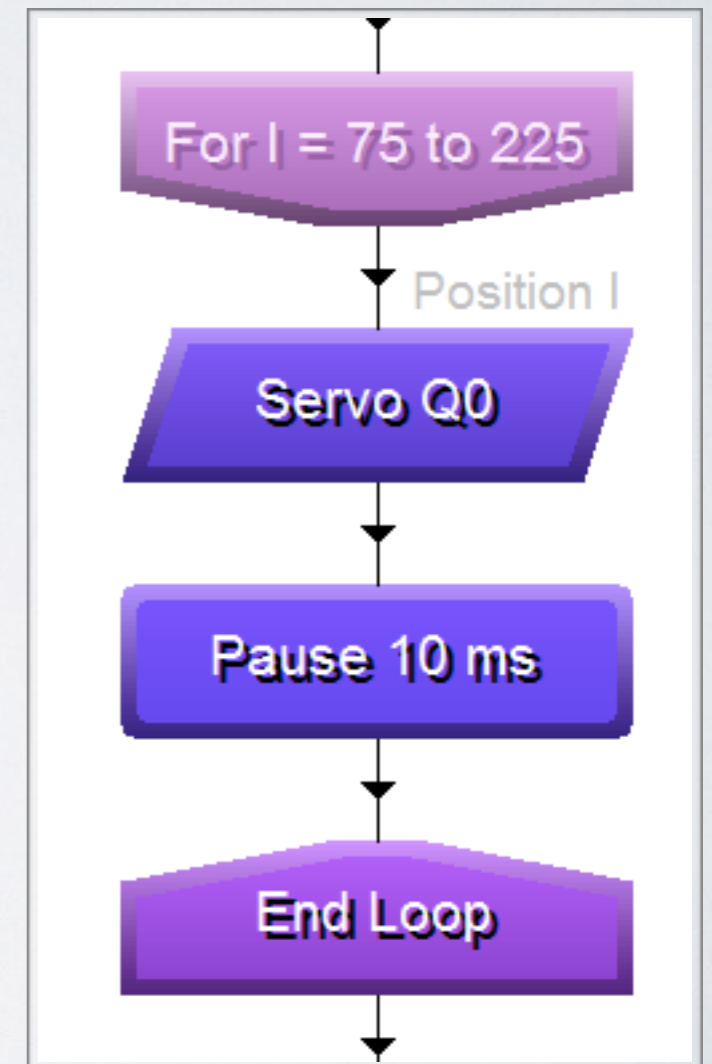 For I = 75 to 225
Position I
Servo Q0
Pause 10 ms
End Loop